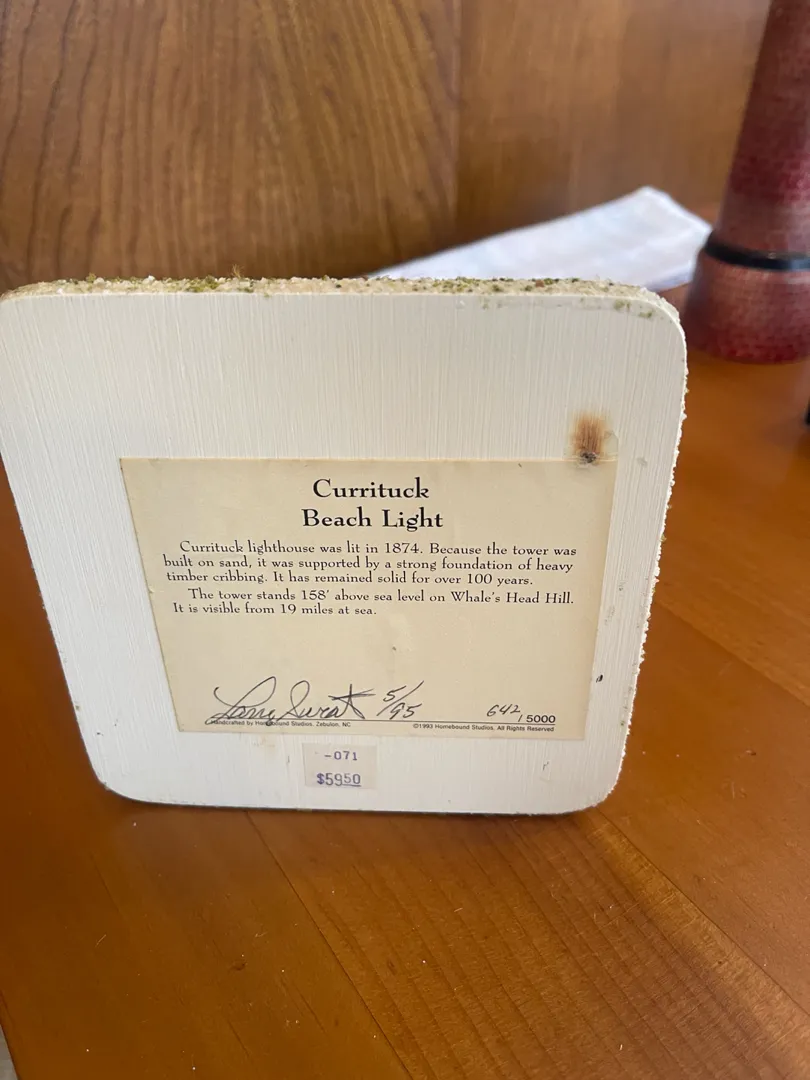 Currituck
Beach Light
Currituck lighthouse was lit in 1874. Because the tower was
built on sand, it was supported by a strong foundation of heavy
timber cribbing. It has remained solid for over 100 years.
The tower stands 158' above sea level on Whale's Head Hill.
It is visible from 19 miles at sea.
5/95
642/5000
Handcrafted by Homebound Studios, Zebulon, NC
©1993 Homebound Studios, All Rights Reserved
-071
$5950